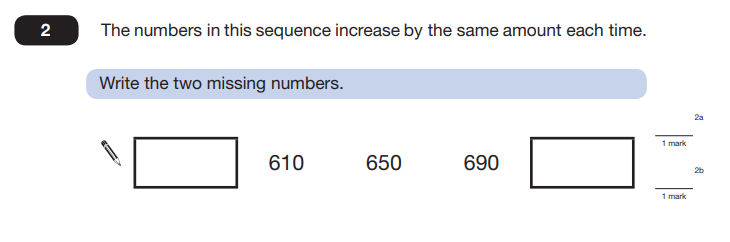 2 The numbers in this sequence increase by the same amount each time.
Write the two missing numbers.
2a
610 650 690
1 mark
2b
1 mark